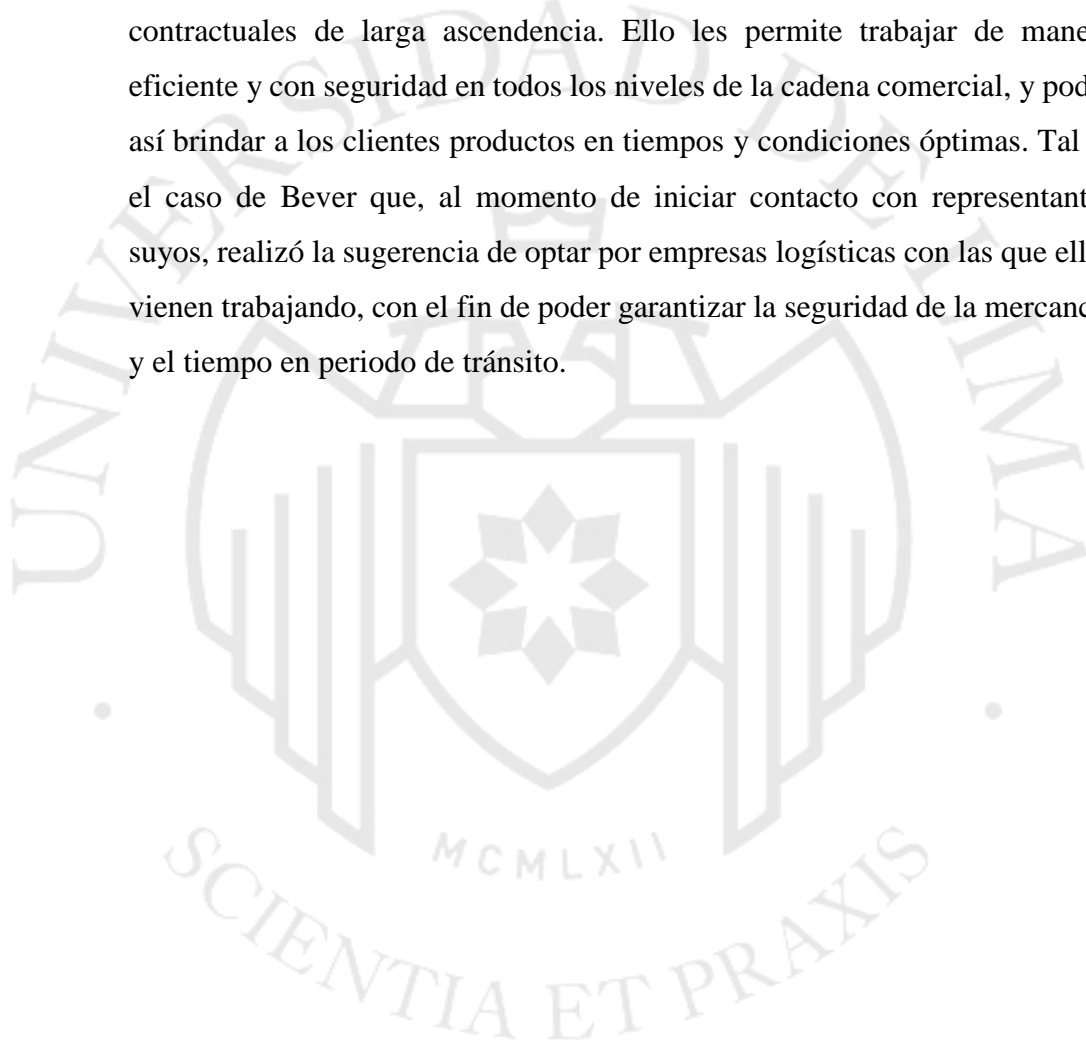 contractuales de larga ascendencia. Ello les permite trabajar de mane
eficiente y con seguridad en todos los niveles de la cadena comercial, y pod
así brindar a los clientes productos en tiempos y condiciones óptimas. Tal
el caso de Bever que, al momento de iniciar contacto con representant
suyos, realizó la sugerencia de optar por empresas logísticas con las que ell
vienen trabajando, con el fin de poder garantizar la seguridad de la mercanc
y el tiempo en periodo de tránsito.
UNIVERSIDAD DE LIMA
MCMLXII
SCIENTIA ET PRAXIS